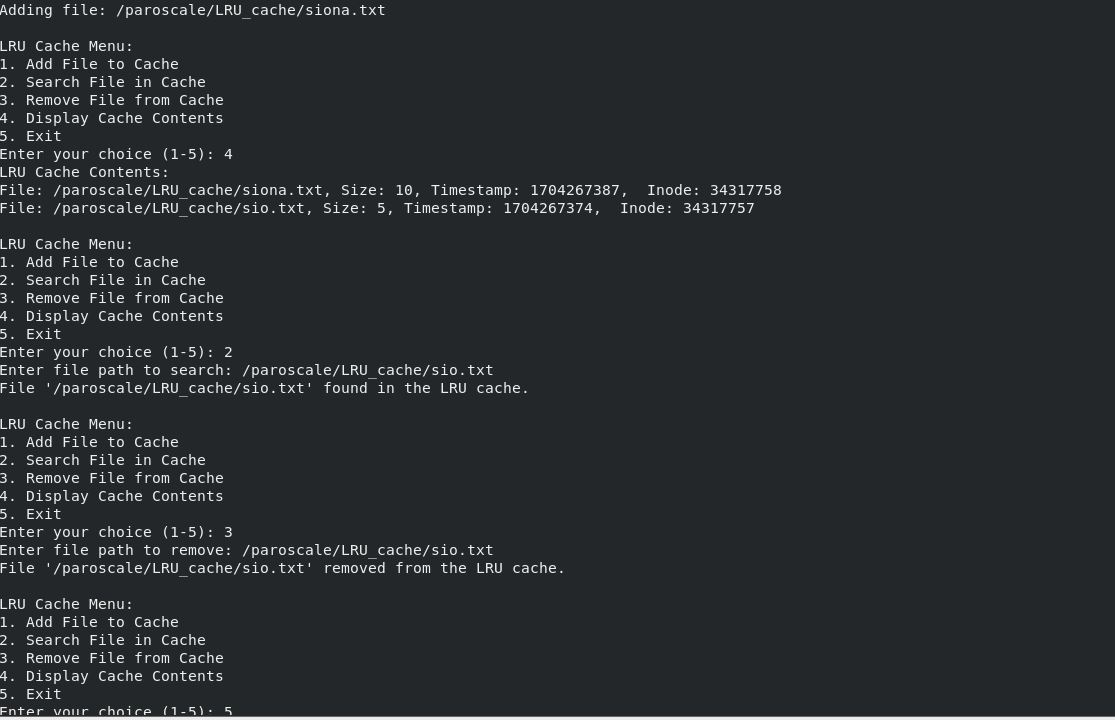 Adding file: /paroscale/LRU_cache/siona.txt

LRU Cache Menu:
1. Add File to Cache
2. Search File in Cache
3. Remove File from Cache
4. Display Cache Contents
5. Exit
Enter your choice (1-5): 4
LRU Cache Contents:
File: /paroscale/LRU_cache/siona.txt, Size: 10, Timestamp: 1704267387,  Inode: 34317758
File: /paroscale/LRU_cache/sio.txt, Size: 5, Timestamp: 1704267374,  Inode: 34317757

LRU Cache Menu:
1. Add File to Cache
2. Search File in Cache
3. Remove File from Cache
4. Display Cache Contents
5. Exit
Enter your choice (1-5): 2
Enter file path to search: /paroscale/LRU_cache/sio.txt
File '/paroscale/LRU_cache/sio.txt' found in the LRU cache.

LRU Cache Menu:
1. Add File to Cache
2. Search File in Cache
3. Remove File from Cache
4. Display Cache Contents
5. Exit
Enter your choice (1-5): 3
Enter file path to remove: /paroscale/LRU_cache/sio.txt
File '/paroscale/LRU_cache/sio.txt' removed from the LRU cache.

LRU Cache Menu:
1. Add File to Cache
2. Search File in Cache
3. Remove File from Cache
4. Display Cache Contents
5. Exit
Enter your choice (1-5): 5